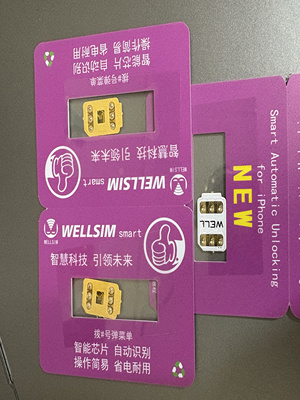 智能芯片 自动识别
操作简易 省电耐用
拨#号弹菜单
智慧科技 引领未来
WELLSIM smart
WELLSIM
Smart Automatic Unlocking
for iPhone
NEW
WELL
WELLSIM smart
WELLSIM
智慧科技 引领未来
拨#号弹菜单
智能芯片 自动识别
操作简易 省电耐用